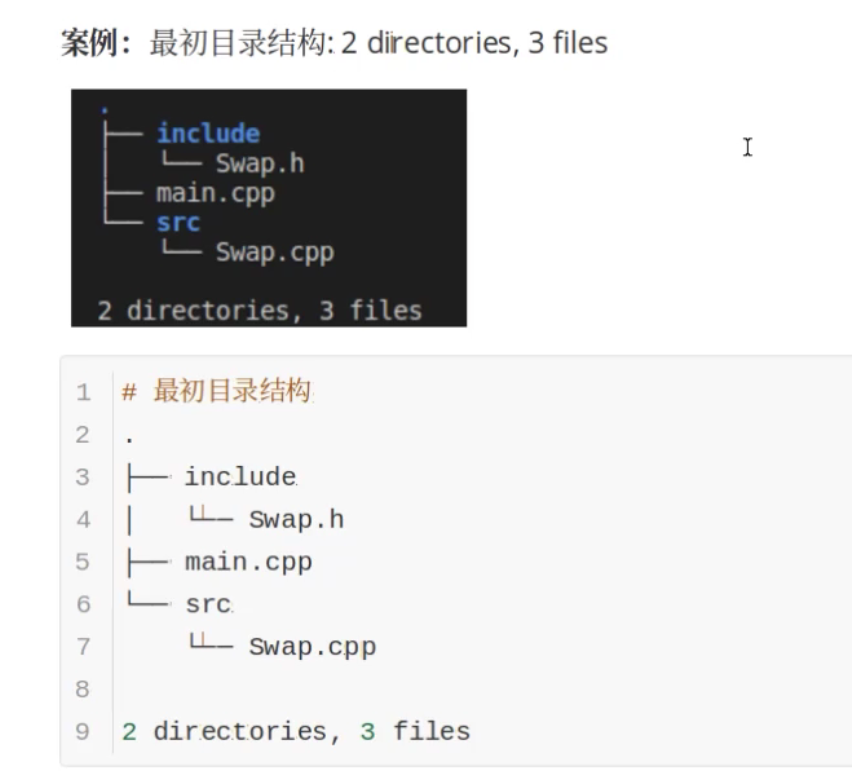 案例：最初目录结构: 2 directories, 3 files
.
├── include
│   └── Swap.h
├── main.cpp
└── src
    └── Swap.cpp
2 directories, 3 files
1 # 最初目录结构
2 .
3 ├── include
4 │   └── Swap.h
5 ├── main.cpp
6 └── src
7     └── Swap.cpp
8
9 2 directories, 3 files